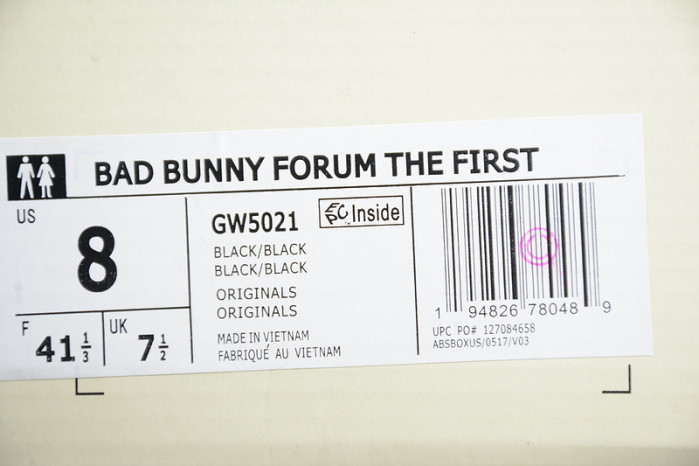 BAD BUNNY FORUM THE FIRST
US
8
F 41 1/3
UK 7 1/2
GW5021
EPC Inside
BLACK/BLACK
BLACK/BLACK
ORIGINALS
ORIGINALS
MADE IN VIETNAM
FABRIQUÉ AU VIETNAM
1 94826 78048 9
UPC PO# 127084658
ABSBOXUS/0517/V03